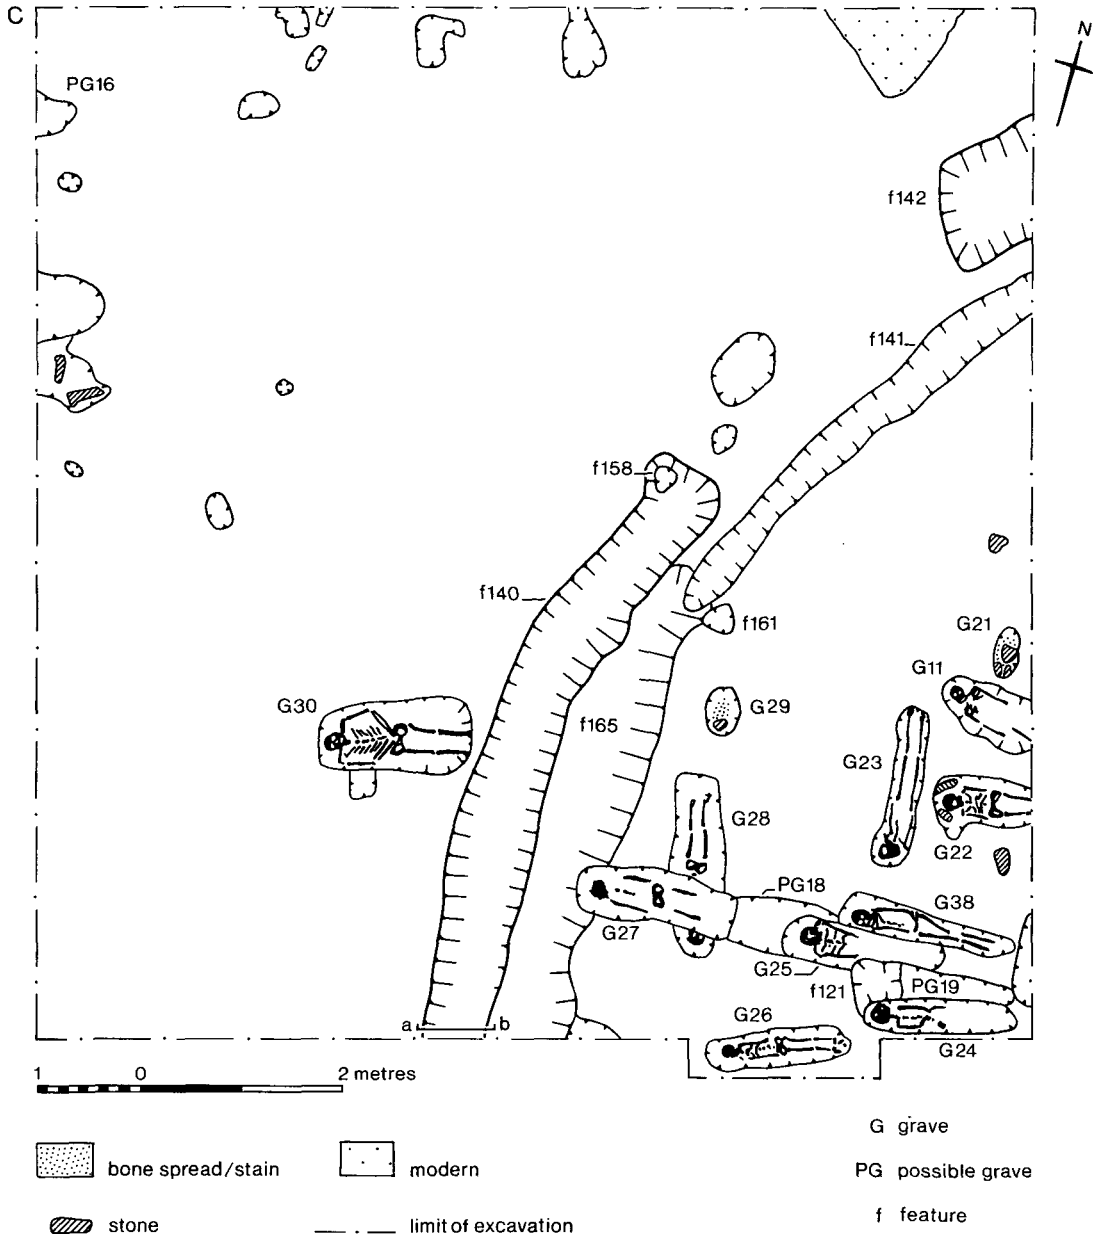 C
N
PG16
f142
f141
f158
f140
f161
G21
G11
G30
G29
f165
G23
G28
G22
PG18
G38
G27
G25
f121
PG19
a b
G26
G24
1 0 2 metres
G grave
bone spread/stain
modern
PG possible grave
stone
limit of excavation
f feature